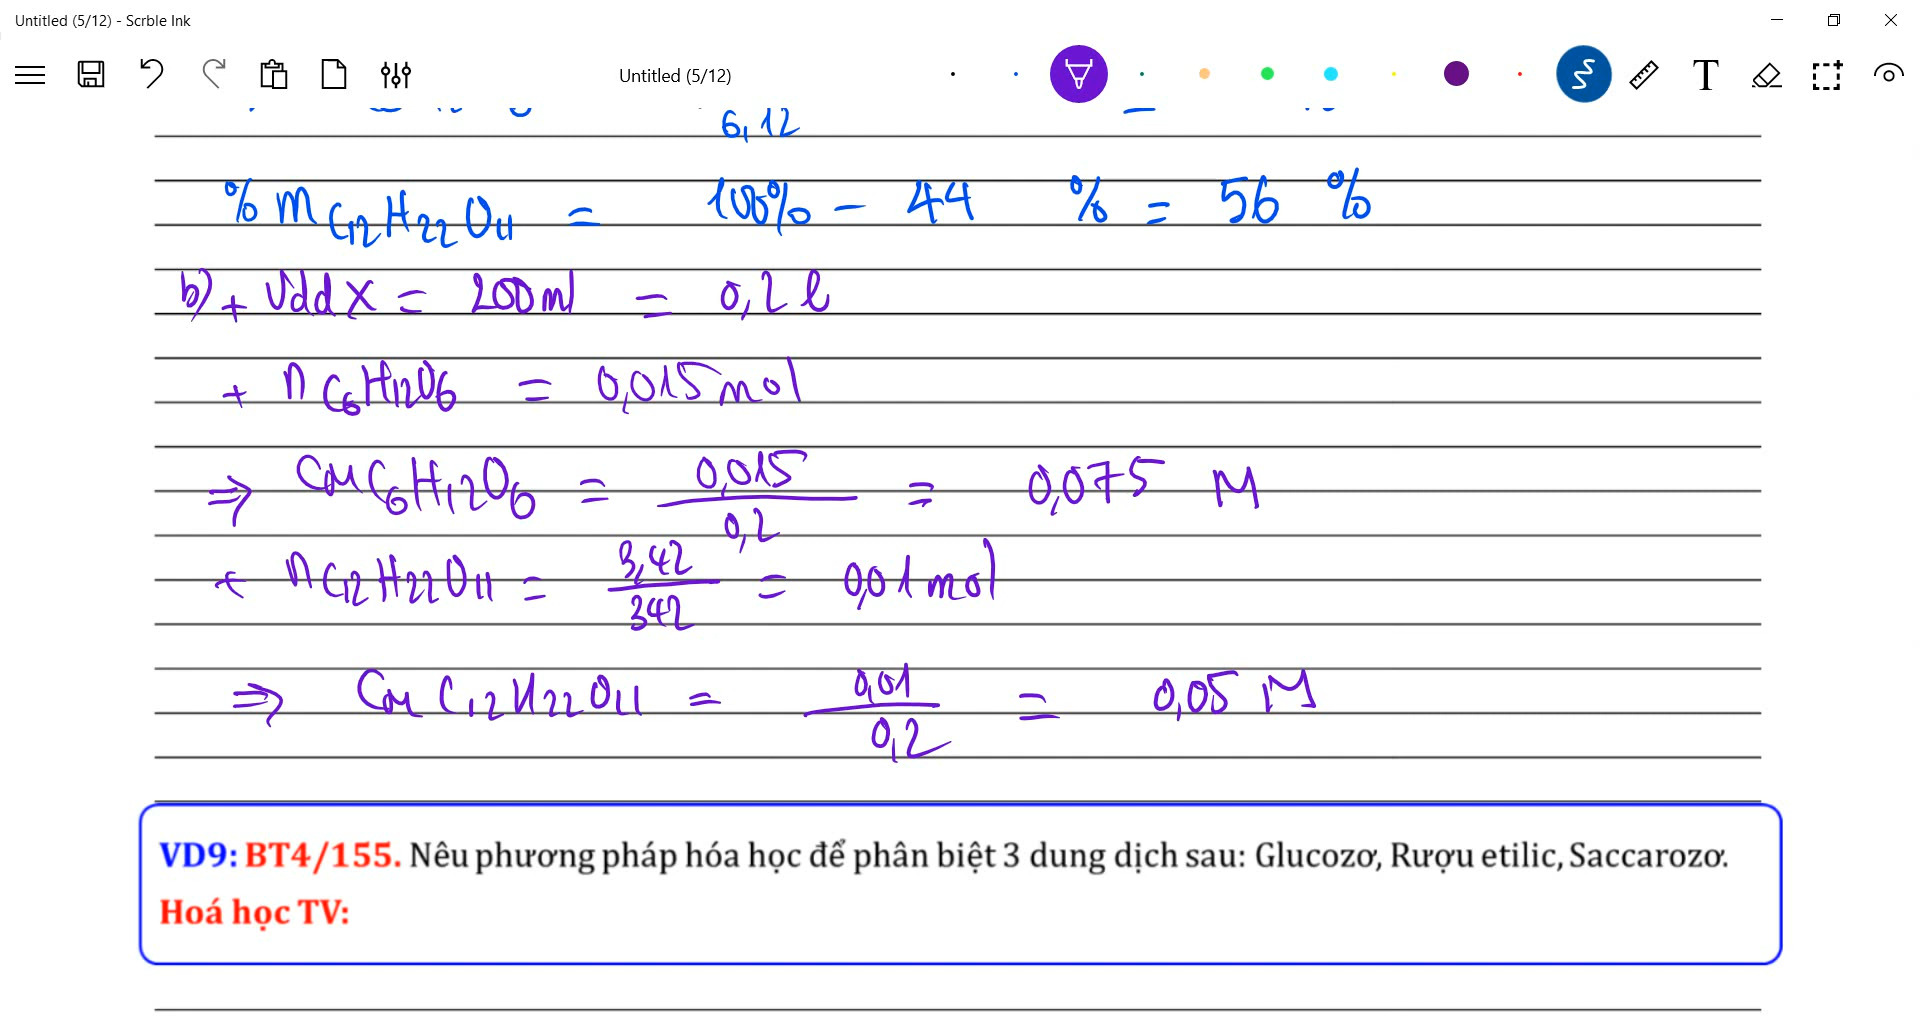 Untitled (5/12) - Scrble Ink
Untitled (5/12)
6,12
% m C12H22O11 = 100% - 44 % = 56 %
b) + Vdd X = 200ml = 0,2 l
+ n C6H12O6 = 0,015 mol
⇒ CM C6H12O6 = 0,015 / 0,2 = 0,075 M
+ n C12H22O11 = 3,42 / 342 = 0,01 mol
⇒ CM C12H22O11 = 0,01 / 0,2 = 0,05 M
VD9: BT4/155. Nêu phương pháp hóa học để phân biệt 3 dung dịch sau: Glucozơ, Rượu etilic, Saccarozơ.
Hoá học TV: